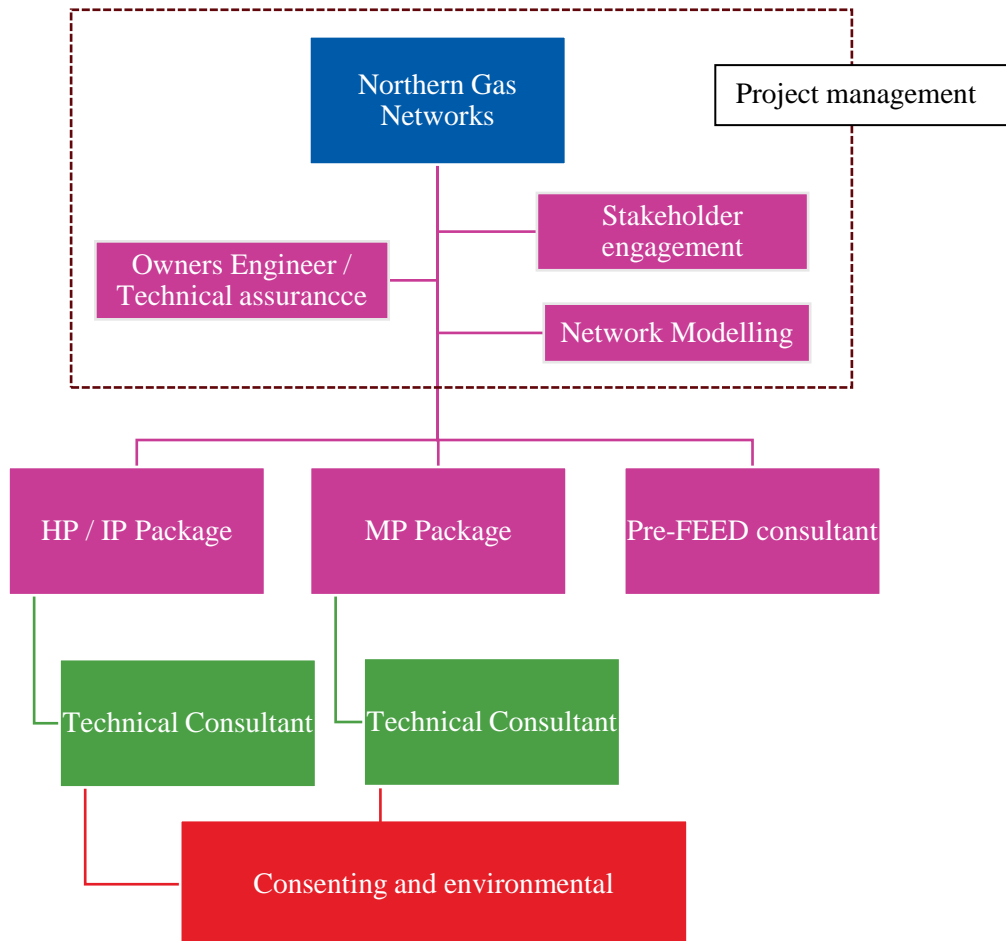 Northern Gas
Networks
Project management
Stakeholder
engagement
Owners Engineer /
Technical assurancce
Network Modelling
HP / IP Package
MP Package
Pre-FEED consultant
Technical Consultant
Technical Consultant
Consenting and environmental